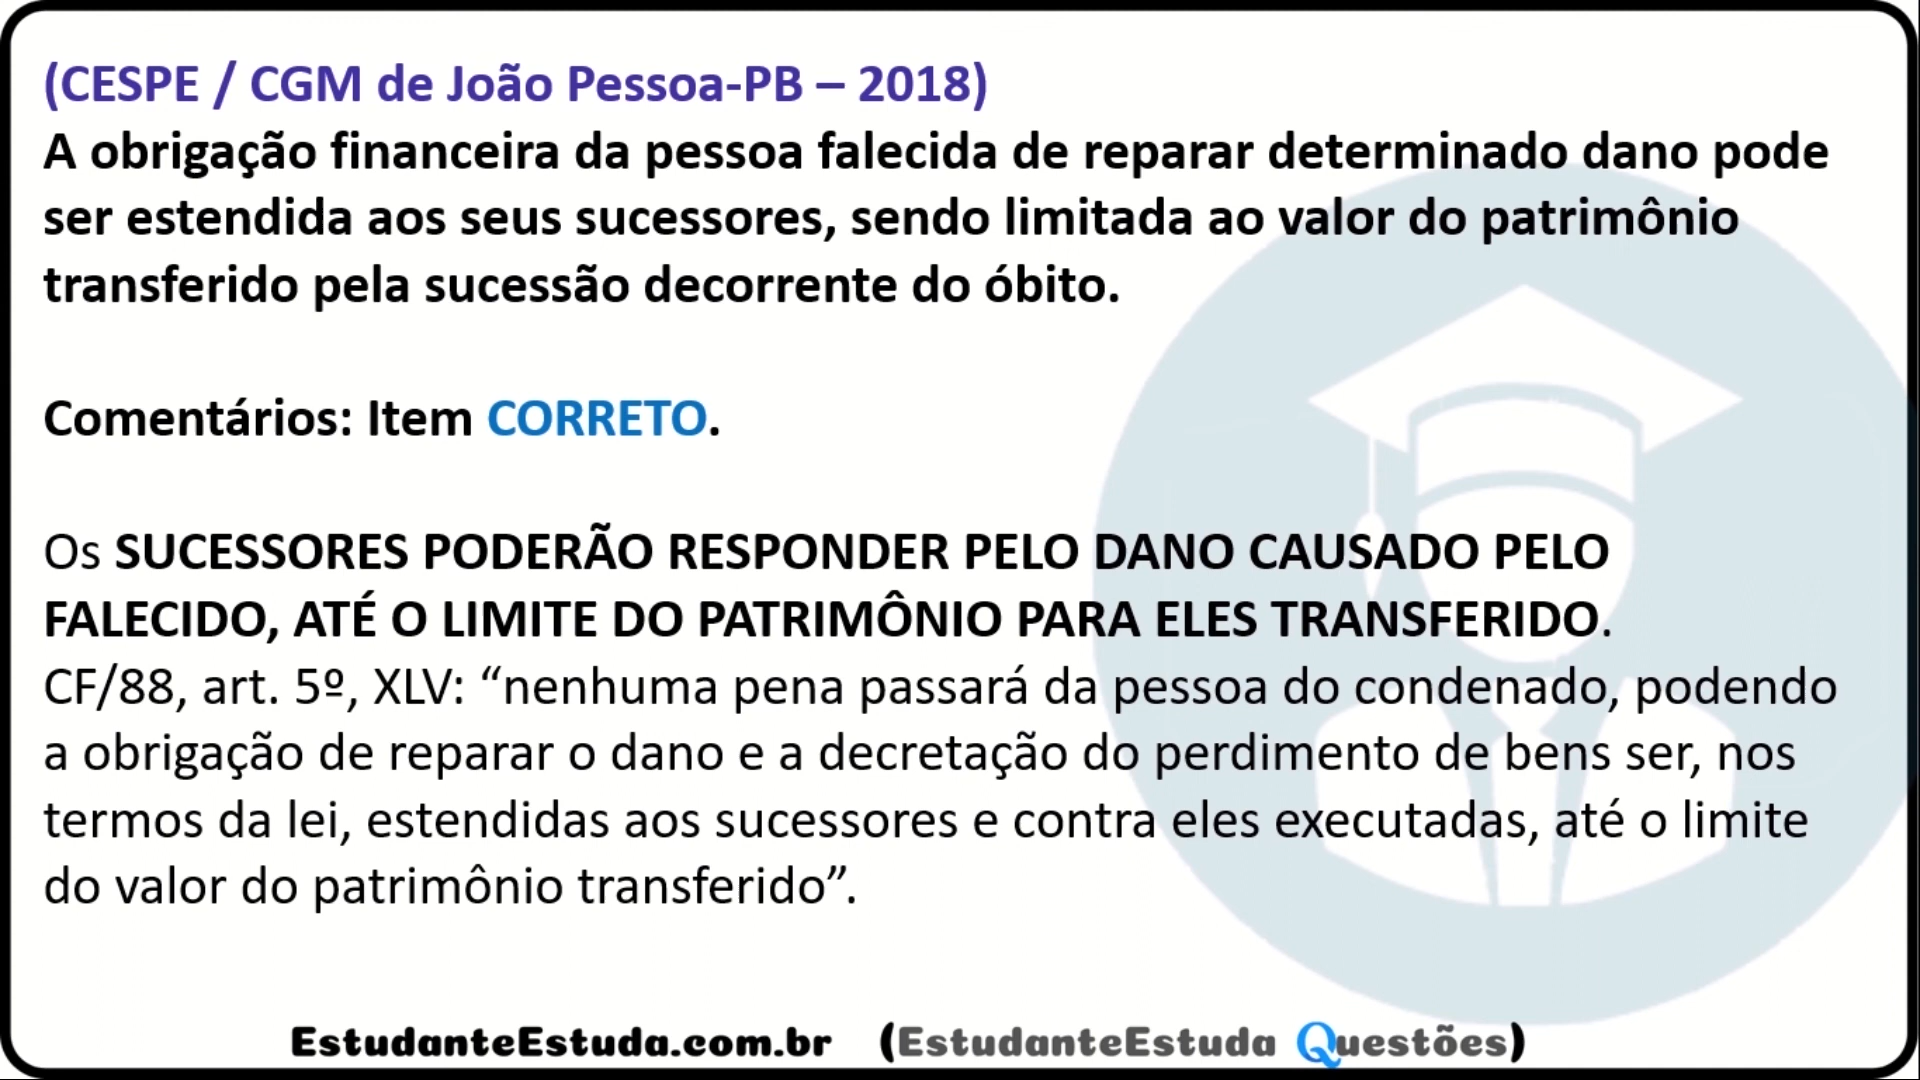 (CESPE / CGM de João Pessoa-PB – 2018)
A obrigação financeira da pessoa falecida de reparar determinado dano pode
ser estendida aos seus sucessores, sendo limitada ao valor do patrimônio
transferido pela sucessão decorrente do óbito.
Comentários: Item CORRETO.
Os SUCESSORES PODERÃO RESPONDER PELO DANO CAUSADO PELO
FALECIDO, ATÉ O LIMITE DO PATRIMÔNIO PARA ELES TRANSFERIDO.
CF/88, art. 5º, XLV: “nenhuma pena passará da pessoa do condenado, podendo
a obrigação de reparar o dano e a decretação do perdimento de bens ser, nos
termos da lei, estendidas aos sucessores e contra eles executadas, até o limite
do valor do patrimônio transferido”.
EstudanteEstuda.com.br (EstudanteEstuda Questões)